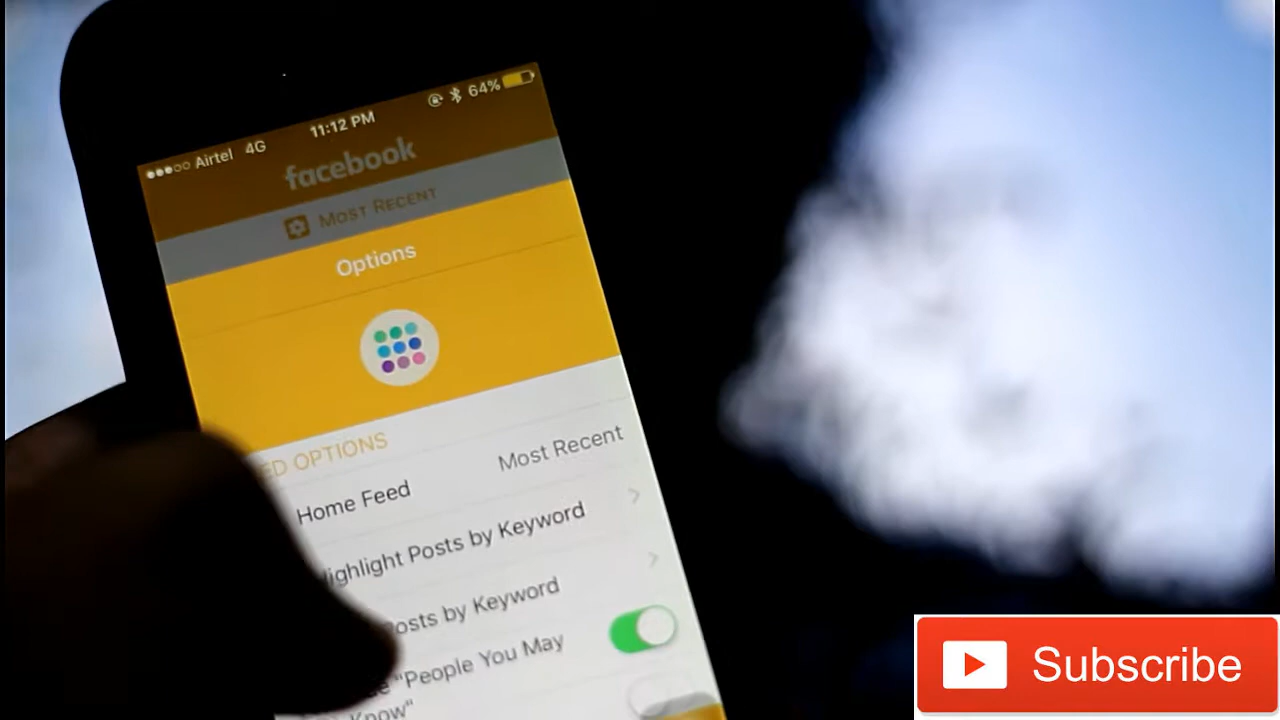 Airtel 4G 11:12 PM 64%
facebook
MOST RECENT
Options
ED OPTIONS
Home Feed Most Recent
Highlight Posts by Keyword
Posts by Keyword
"People You May
Know"
Subscribe